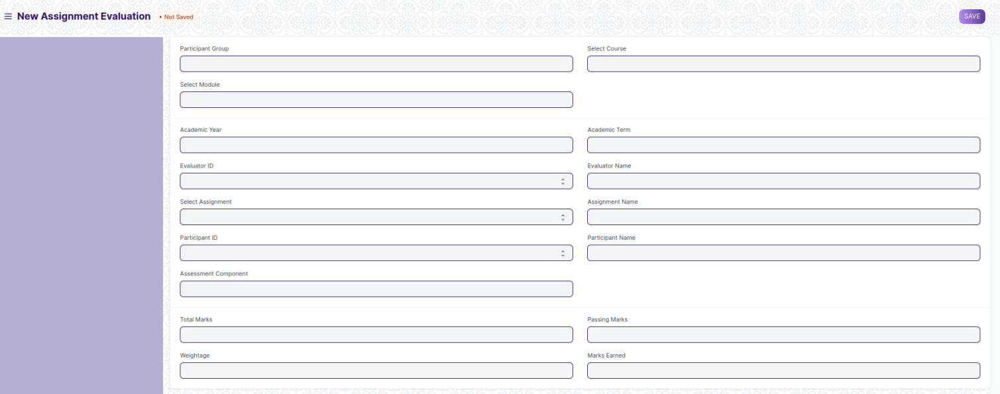 New Assignment Evaluation • Not Saved SAVE
Participant Group Select Course
Select Module
Academic Year Academic Term
Evaluator ID Evaluator Name
Select Assignment Assignment Name
Participant ID Participant Name
Assessment Component
Total Marks Passing Marks
Weightage Marks Earned